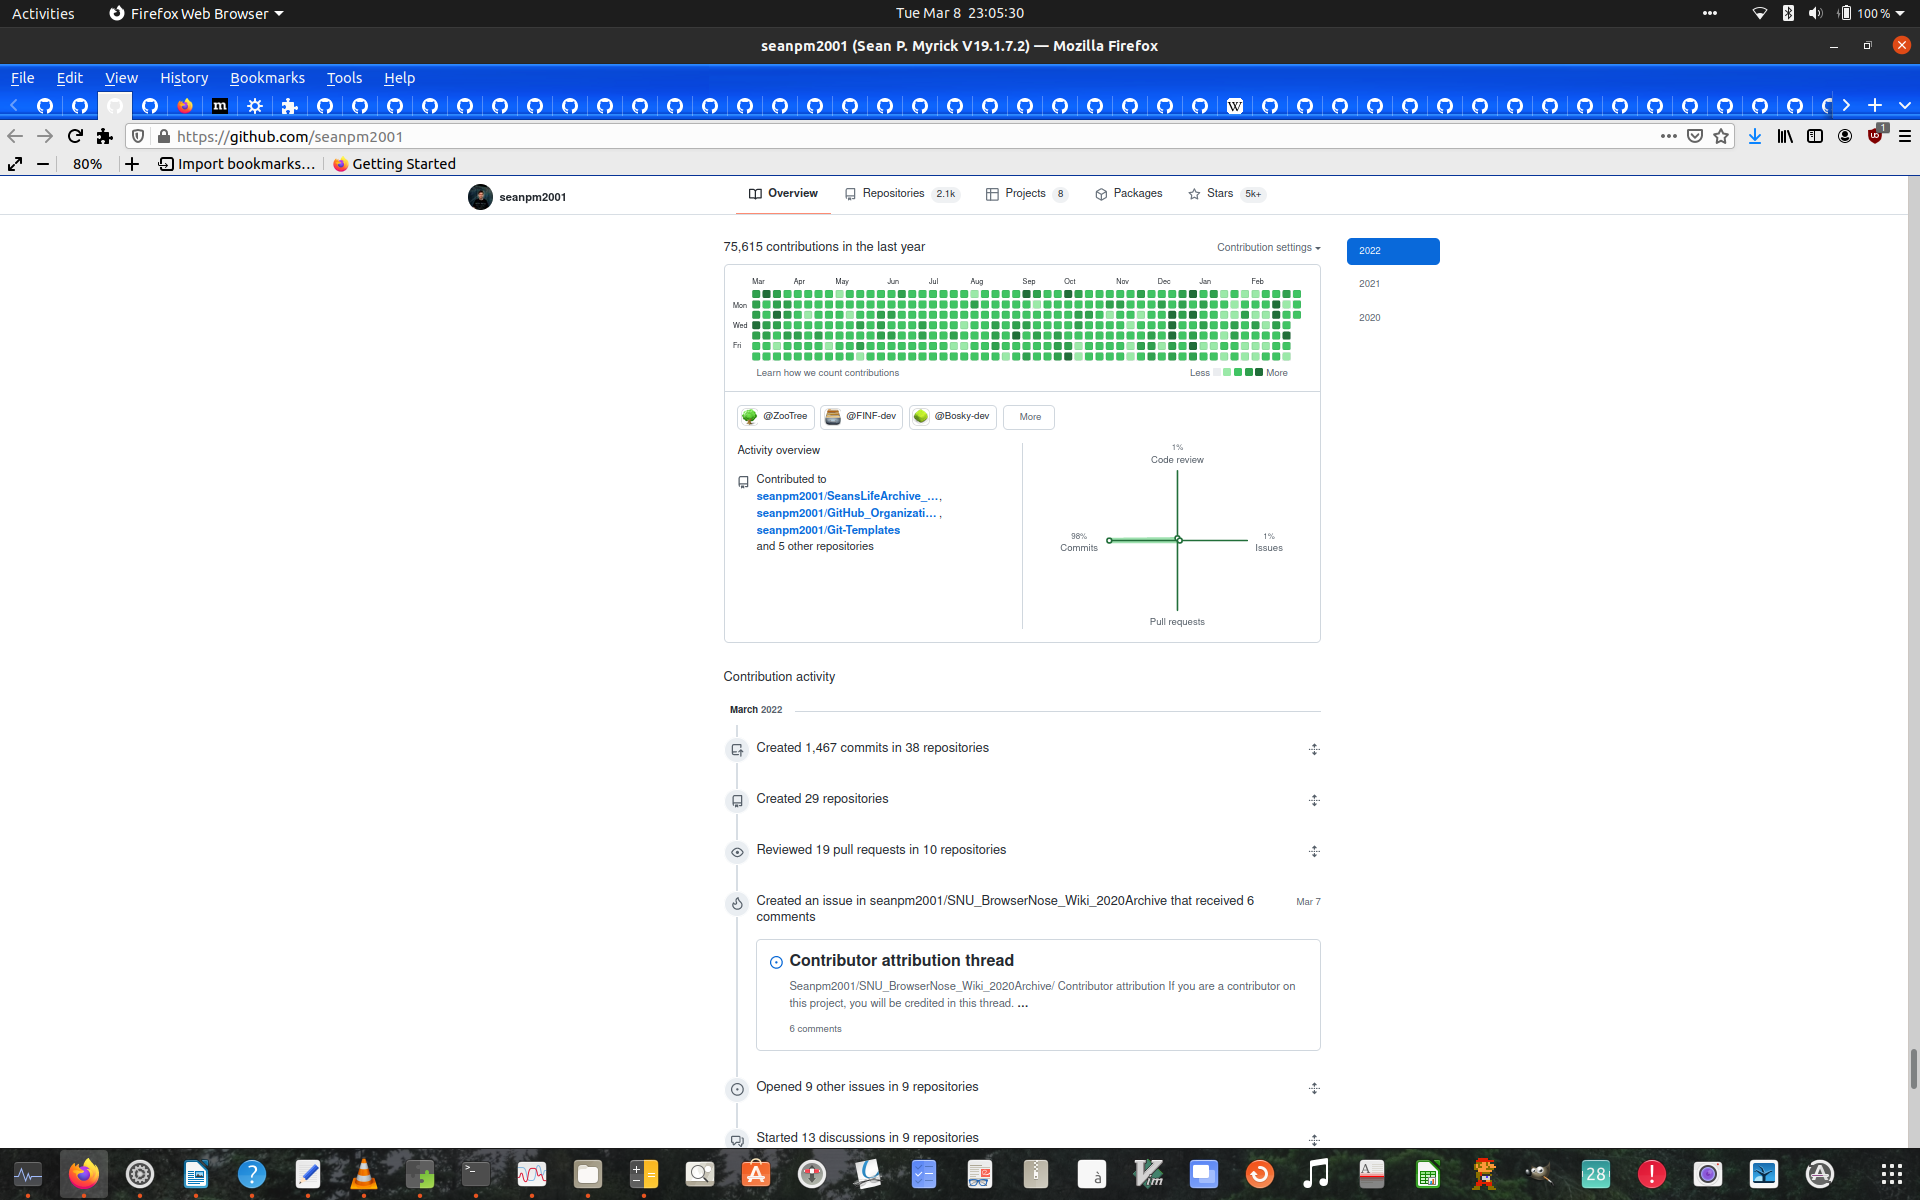 Activities
Firefox Web Browser
Tue Mar 8 23:05:30
100 %
seanpm2001 (Sean P. Myrick V19.1.7.2) — Mozilla Firefox
File Edit View History Bookmarks Tools Help
https://github.com/seanpm2001
1
80%
Import bookmarks...
Getting Started
seanpm2001
Overview
Repositories 2.1k
Projects 8
Packages
Stars 5k+
75,615 contributions in the last year
Contribution settings
2022
2021
2020
Mar Apr May Jun Jul Aug Sep Oct Nov Dec Jan Feb
Mon
Wed
Fri
Learn how we count contributions
Less
More
@ZooTree
@FINF-dev
@Bosky-dev
More
Activity overview
Contributed to
seanpm2001/SeansLifeArchive_...,
seanpm2001/GitHub_Organizati... ,
seanpm2001/Git-Templates
and 5 other repositories
1%
Code review
98%
Commits
1%
Issues
Pull requests
Contribution activity
March 2022
Created 1,467 commits in 38 repositories
Created 29 repositories
Reviewed 19 pull requests in 10 repositories
Created an issue in seanpm2001/SNU_BrowserNose_Wiki_2020Archive that received 6
comments
Mar 7
Contributor attribution thread
Seanpm2001/SNU_BrowserNose_Wiki_2020Archive/ Contributor attribution If you are a contributor on
this project, you will be credited in this thread. ...
6 comments
Opened 9 other issues in 9 repositories
Started 13 discussions in 9 repositories
28